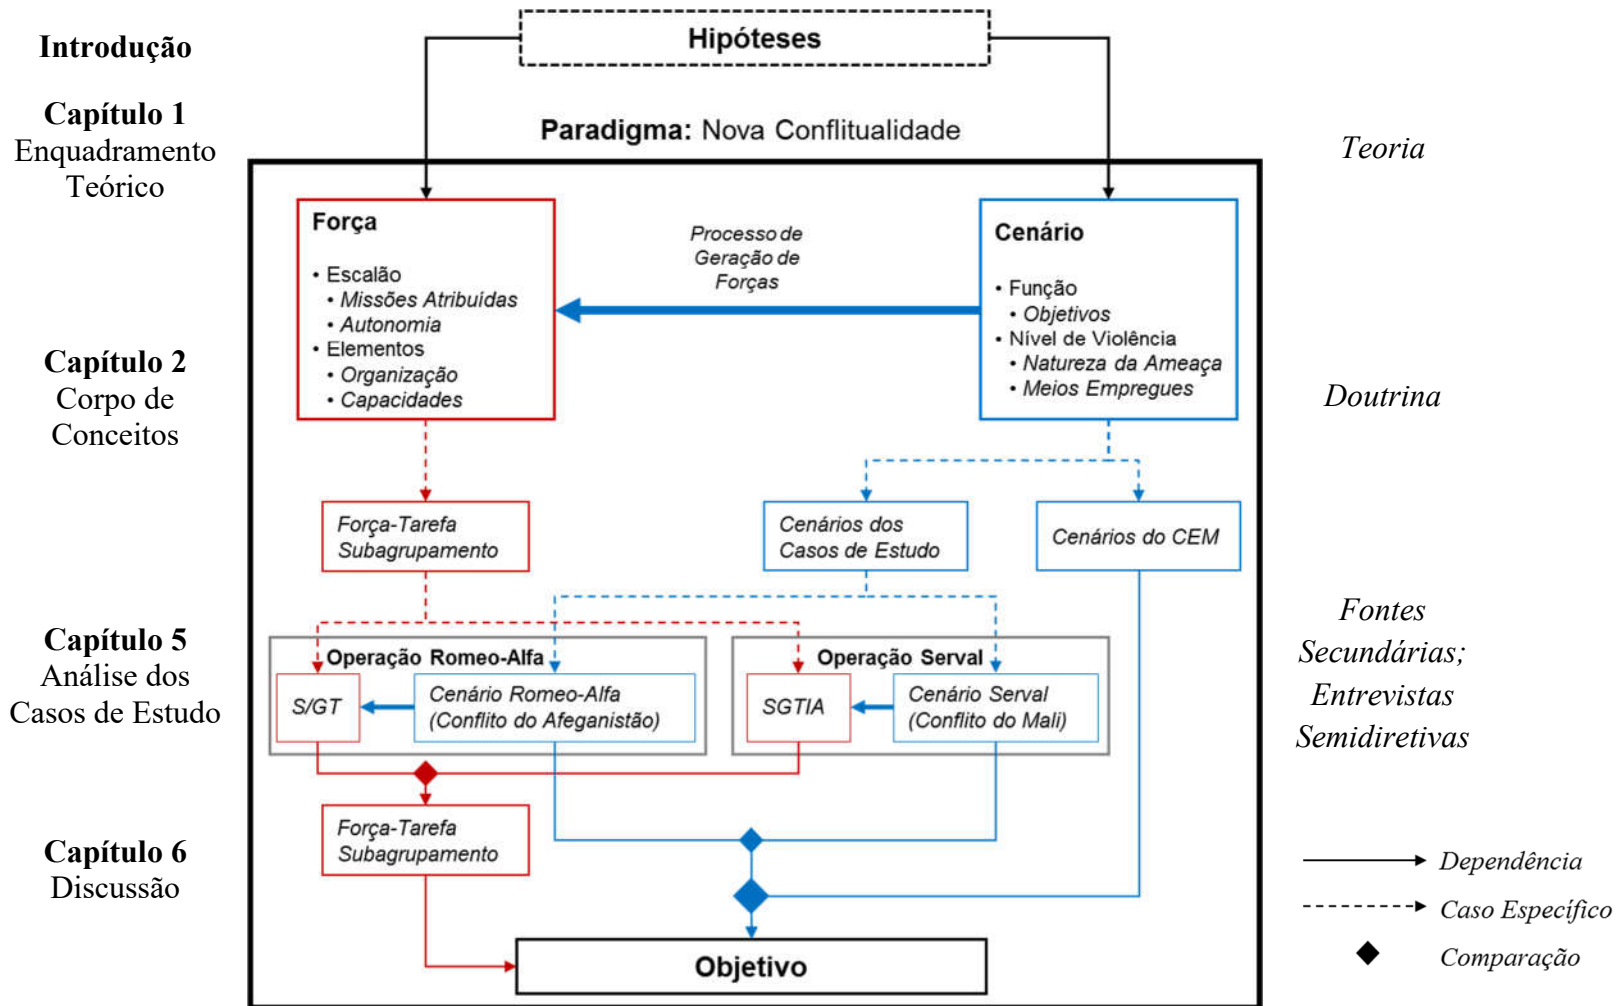 Introdução
Hipóteses
Capítulo 1
Enquadramento
Teórico
Paradigma: Nova Conflitualidade
Teoria
Força
• Escalão
• Missões Atribuídas
• Autonomia
• Elementos
• Organização
• Capacidades
Processo de
Geração de
Forças
Cenário
• Função
• Objetivos
• Nível de Violência
• Natureza da Ameaça
• Meios Empregues
Capítulo 2
Corpo de
Conceitos
Doutrina
Força-Tarefa
Subagrupamento
Cenários dos
Casos de Estudo
Cenários do CEM
Capítulo 5
Análise dos
Casos de Estudo
Operação Romeo-Alfa
S/GT
Cenário Romeo-Alfa
(Conflito do Afeganistão)
Operação Serval
SGTIA
Cenário Serval
(Conflito do Mali)
Fontes
Secundárias;
Entrevistas
Semidiretivas
Capítulo 6
Discussão
Força-Tarefa
Subagrupamento
Objetivo
Dependência
Caso Específico
Comparação